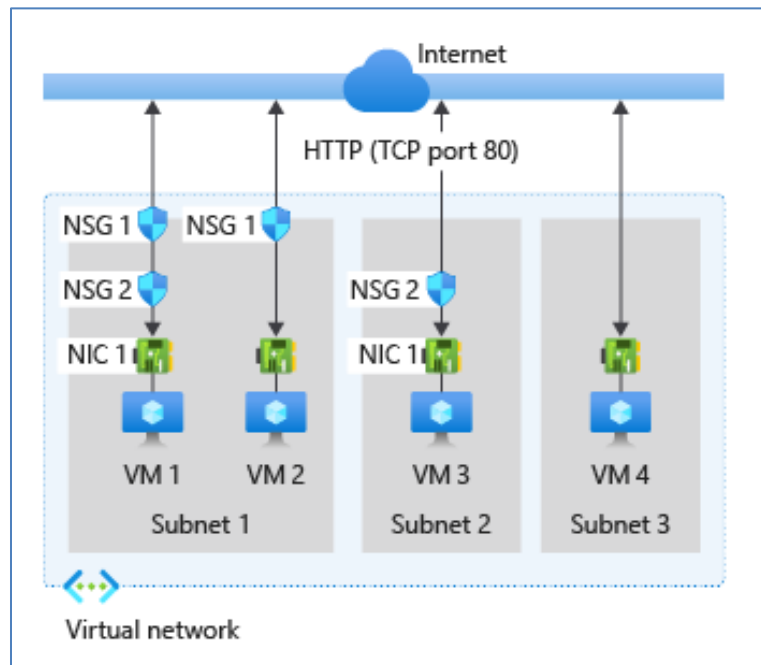 Internet
HTTP (TCP port 80)
NSG 1
NSG 1
NSG 2
NSG 2
NIC 1
NIC 1
VM 1
VM 2
VM 3
VM 4
Subnet 1
Subnet 2
Subnet 3
Virtual network